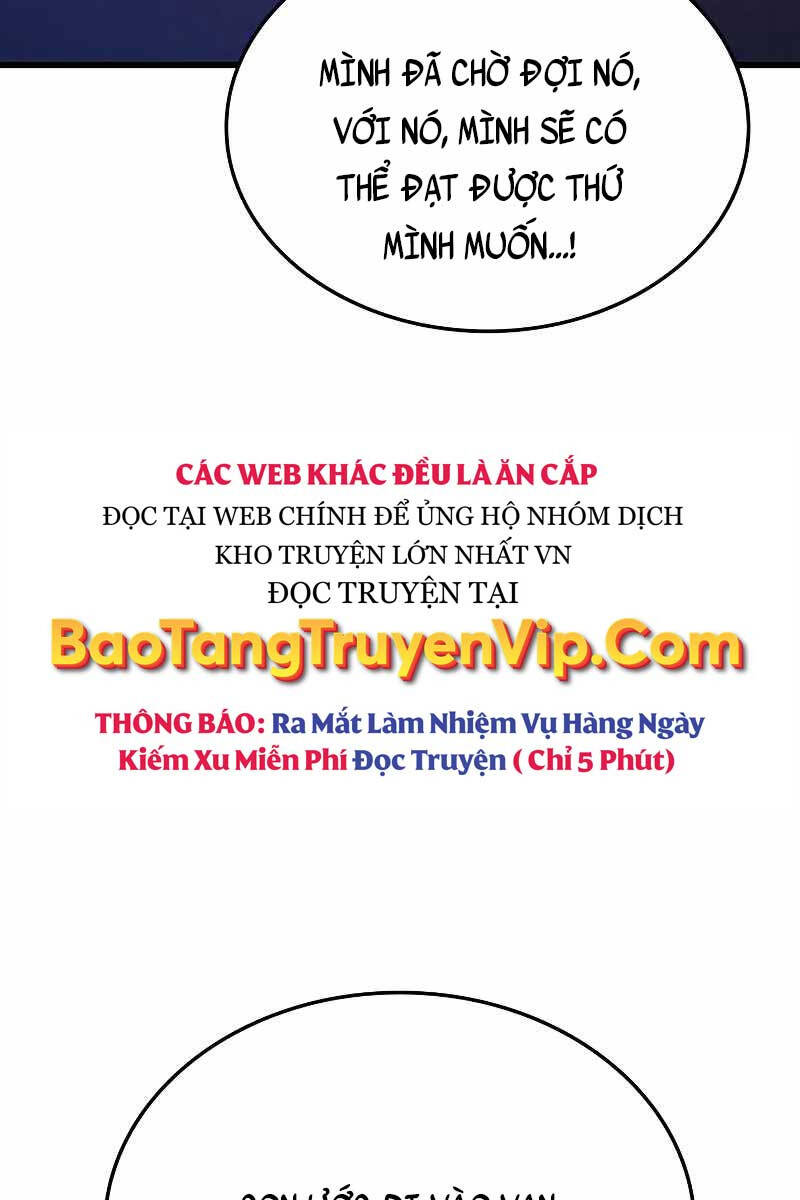 MÌNH ĐÃ CHỜ ĐỢI NÓ,
VỚI NÓ, MÌNH SẼ CÓ
THỂ ĐẠT ĐƯỢC THỨ
MÌNH MUỐN...!
CÁC WEB KHÁC ĐỀU LÀ ĂN CẮP
ĐỌC TẠI WEB CHÍNH ĐỂ ỦNG HỘ NHÓM DỊCH
KHO TRUYỆN LỚN NHẤT VN
ĐỌC TRUYỆN TẠI
BaoTangTruyenVip.Com
THÔNG BÁO: Ra Mắt Làm Nhiệm Vụ Hàng Ngày
Kiếm Xu Miễn Phí Đọc Truyện ( Chỉ 5 Phút)